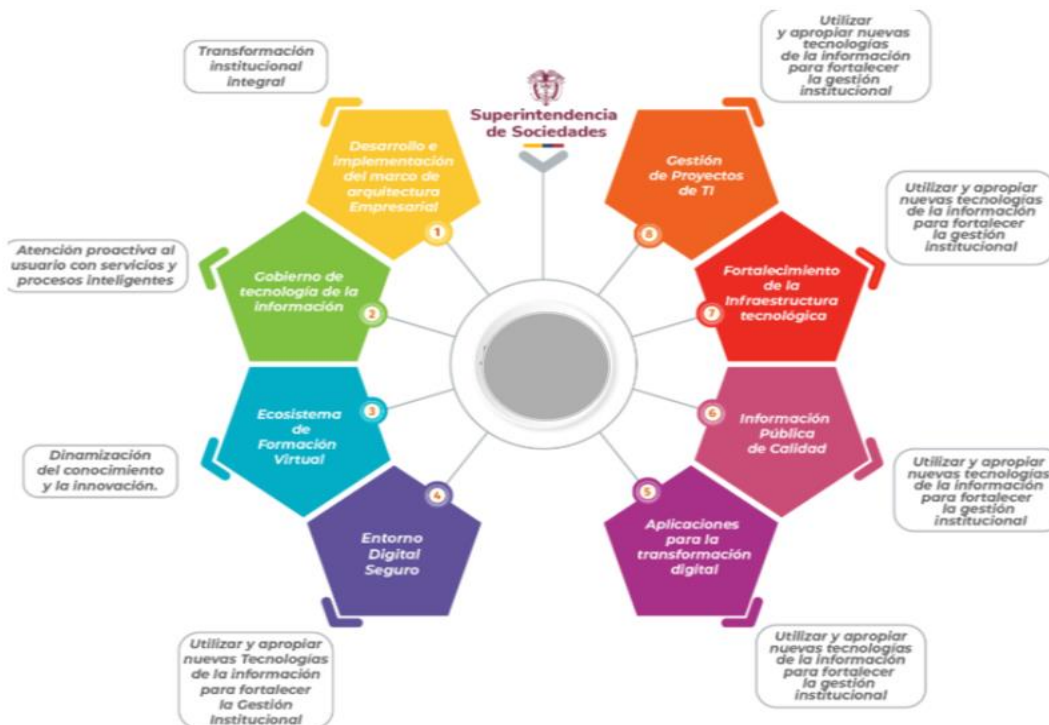 Superintendencia
de Sociedades
Transformación
institucional
integral
Desarrollo e
implementación
del marco de
arquitectura
Empresarial
1
Atención proactiva al
usuario con servicios y
procesos inteligentes
Gobierno de
tecnología de la
información
2
Ecosistema
de
Formación
Virtual
3
Dinamización
del conocimiento
y la innovación.
Entorno
Digital
Seguro
4
Utilizar y apropiar
nuevas Tecnologías
de la información
para fortalecer
la Gestión
Institucional
Aplicaciones
para la
transformación
digital
5
Utilizar y apropiar
nuevas tecnologías
de la información
para fortalecer
la gestión
institucional
Información
Pública
de Calidad
6
Utilizar y apropiar
nuevas tecnologías
de la información
para fortalecer
la gestión
institucional
Fortalecimiento
de la
Infraestructura
tecnológica
7
Utilizar y apropiar
nuevas tecnologías
de la información
para fortalecer
la gestión
institucional
Gestión
de Proyectos
de TI
8
Utilizar
y apropiar nuevas
tecnologías
de la información
para fortalecer
la gestión
institucional